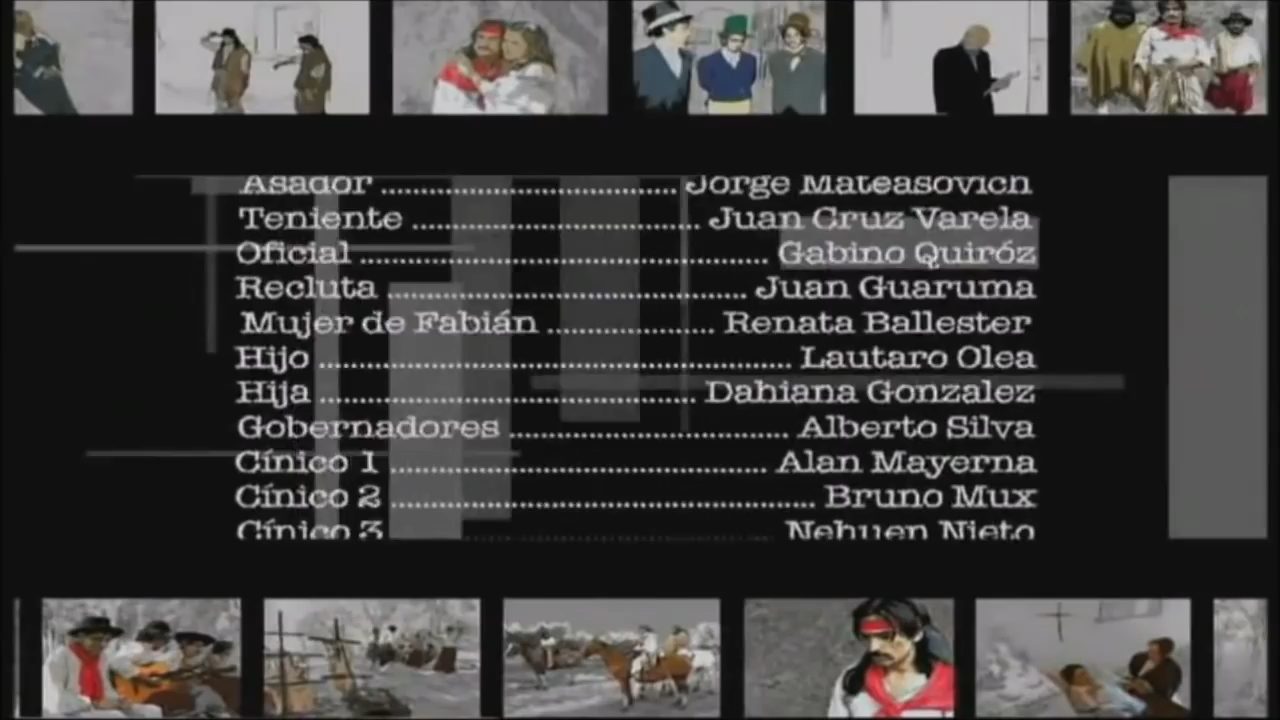 Asador ........................................ Jorge Mateasovich
Teniente ....................................... Juan Cruz Varela
Oficial ....................................................... Gabino Quiróz
Recluta ................................................ Juan Guaruma
Mujer de Fabián ...................... Renata Ballester
Hijo ............................................................... Lautaro Olea
Hija .................................................. Dahiana Gonzalez
Gobernadores ..................................... Alberto Silva
Cínico 1 .................................................. Alan Mayerna
Cínico 2 ......................................................... Bruno Mux
Cínico 3 ......................................... Nehuen Nieto